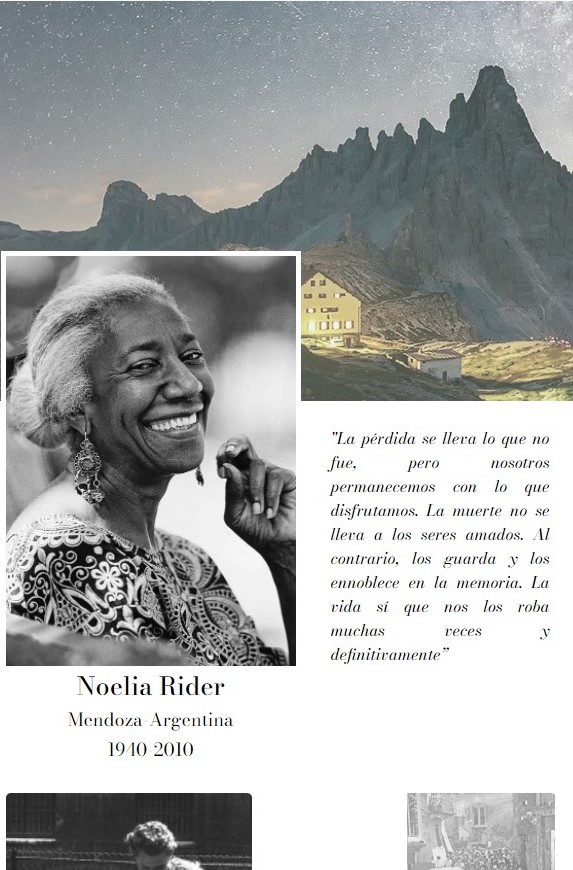 "La pérdida se lleva lo que no
fue, pero nosotros
permanecemos con lo que
disfrutamos. La muerte no se
lleva a los seres amados. Al
contrario, los guarda y los
ennoblece en la memoria. La
vida sí que nos los roba
muchas veces y
definitivamente”
Noelia Rider
Mendoza-Argentina
1940-2010